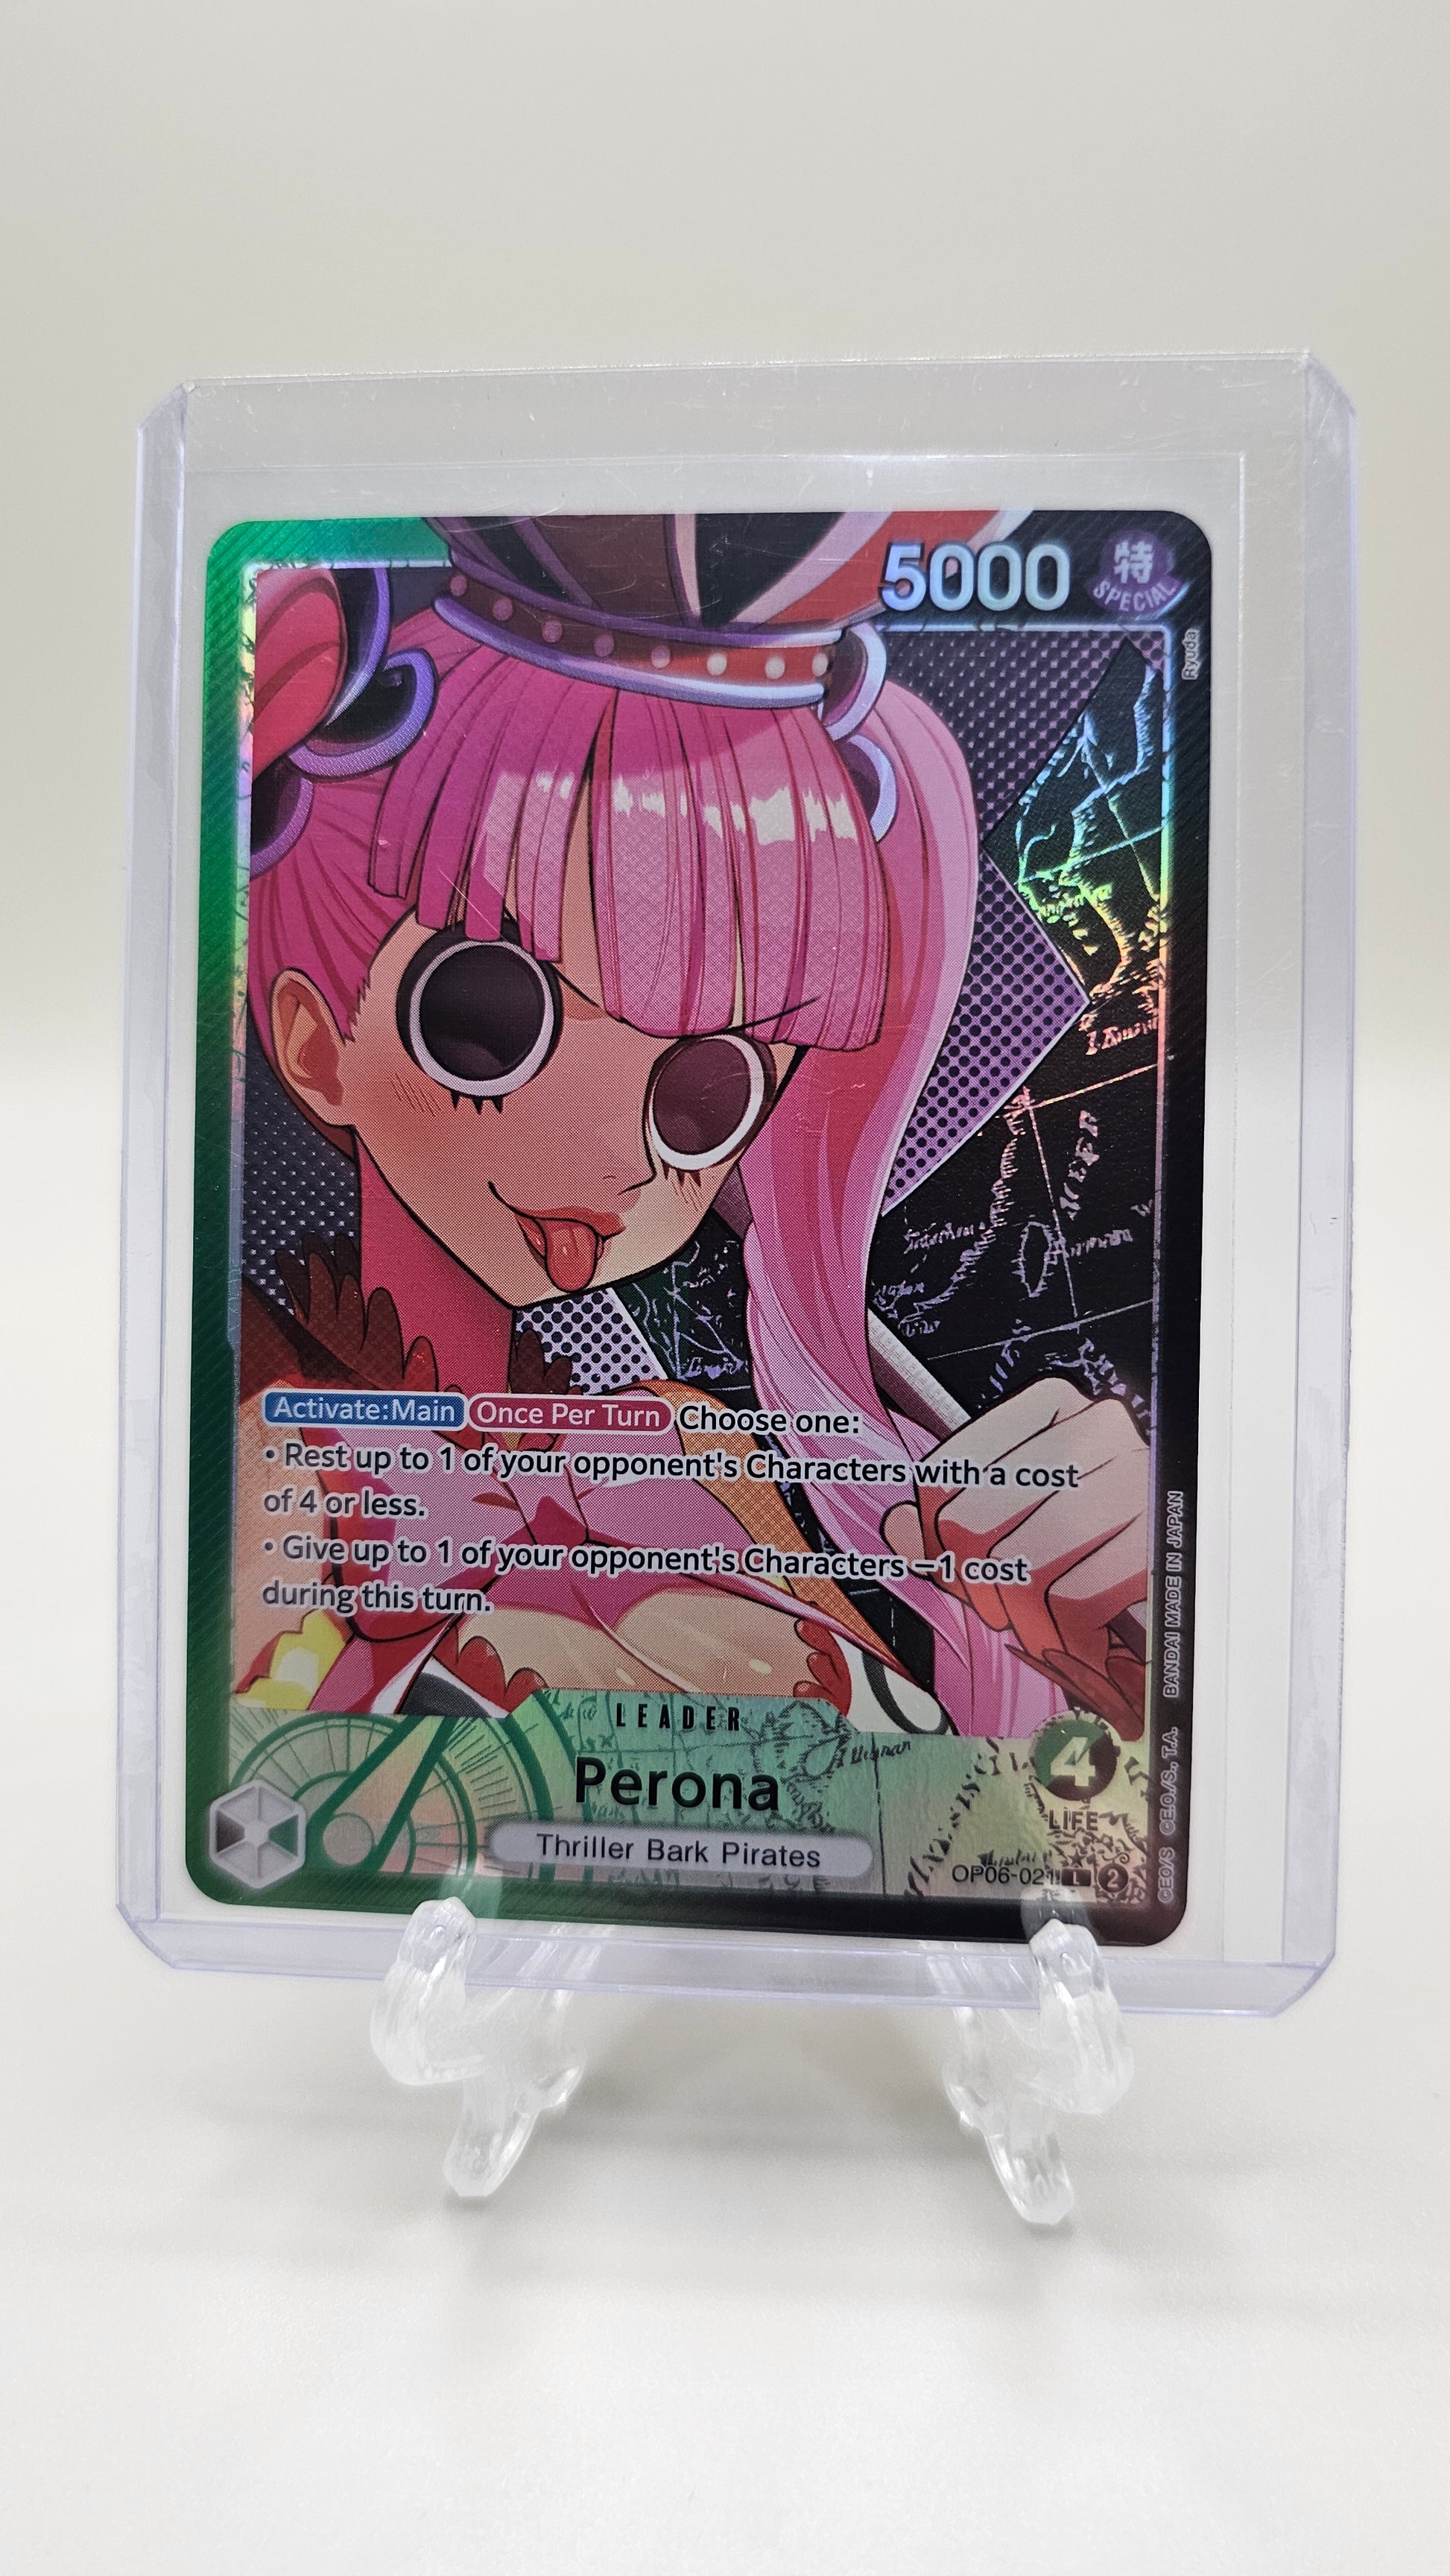 5000
特
SPECIAL
Ryuda
Activate:Main Once Per Turn Choose one:
• Rest up to 1 of your opponent's Characters with a cost
of 4 or less.
• Give up to 1 of your opponent's Characters −1 cost
during this turn.
LEADER
Perona
Thriller Bark Pirates
4
LIFE
OP06-021 L 2
©EO/S ©E.O./S., T.A. BANDAI MADE IN JAPAN